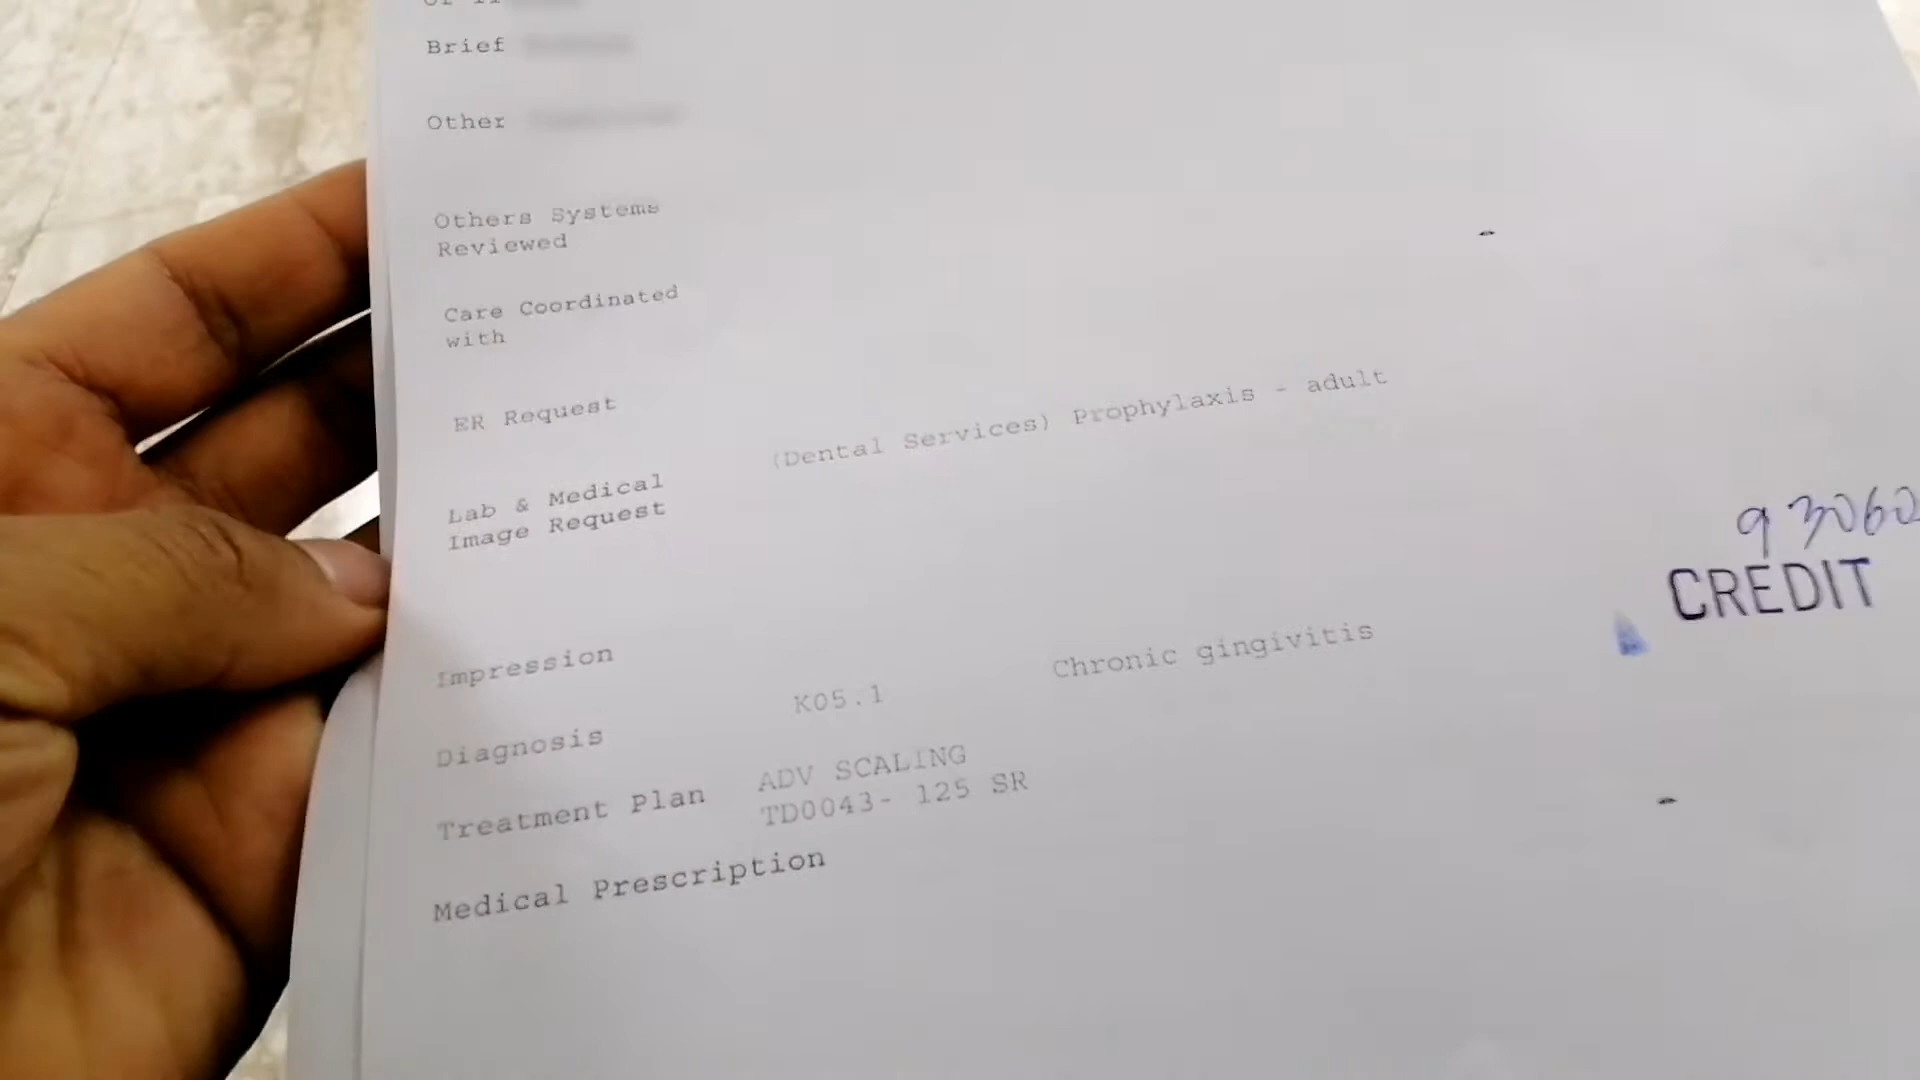 Brief
Other
Others Systems
Reviewed
Care Coordinated
with
ER Request
(Dental Services) Prophylaxis - adult
Lab & Medical
Image Request
93060
CREDIT
Impression
K05.1 Chronic gingivitis
Diagnosis
Treatment Plan ADV SCALING
TD0043- 125 SR
Medical Prescription